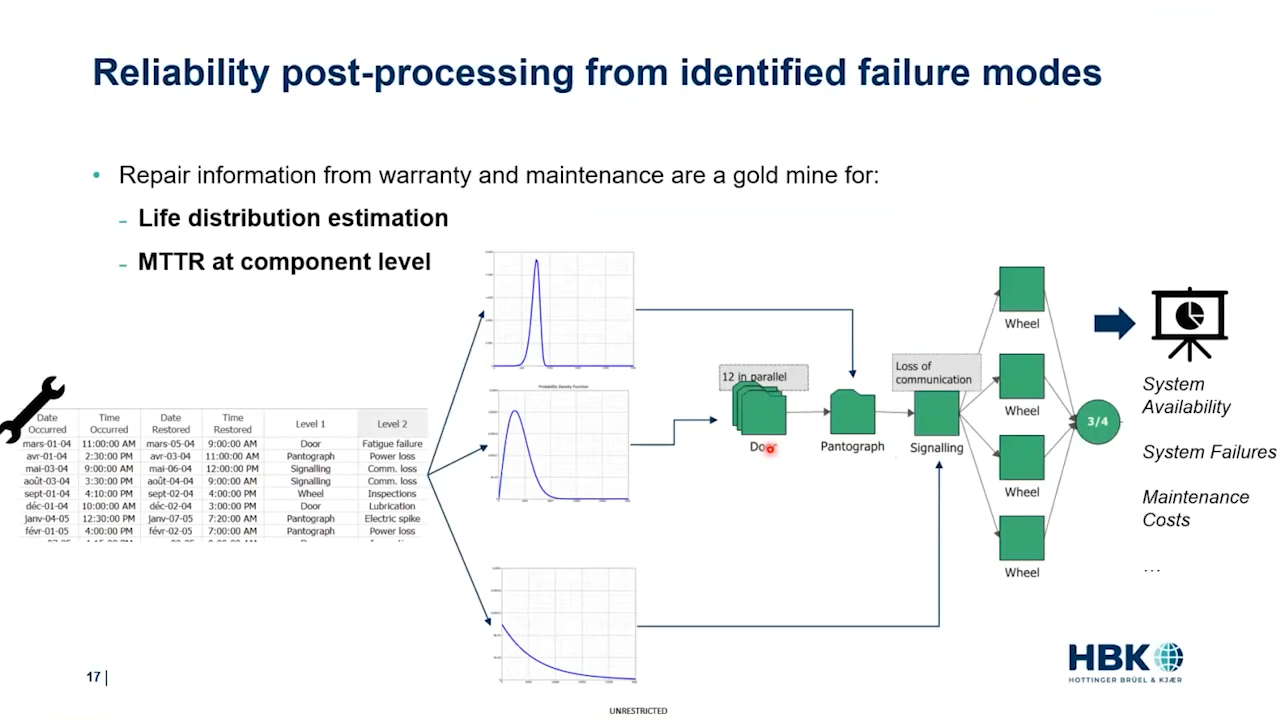 Reliability post-processing from identified failure modes
• Repair information from warranty and maintenance are a gold mine for:
- Life distribution estimation
- MTTR at component level
Date Occurred Time Occurred Date Restored Time Restored Level 1 Level 2
mars-01-04 11:00:00 AM mars-05-04 9:00:00 AM Door Fatigue failure
avr-01-04 2:30:00 PM avr-03-04 11:00:00 AM Pantograph Power loss
mai-03-04 9:00:00 AM mai-06-04 12:00:00 PM Signalling Comm. loss
août-03-04 3:30:00 PM août-04-04 9:00:00 AM Signalling Comm. loss
sept-01-04 4:10:00 PM sept-02-04 4:00:00 PM Wheel Inspections
déc-01-04 10:00:00 AM déc-02-04 3:00:00 PM Door Lubrication
janv-04-05 12:30:00 PM janv-07-05 7:20:00 AM Pantograph Electric spike
févr-01-05 4:00:00 PM févr-02-05 7:00:00 AM Pantograph Power loss
Probability Density Function
12 in parallel
Door
Pantograph
Loss of
communication
Signalling
Wheel
Wheel
Wheel
Wheel
3/4
System
Availability
System Failures
Maintenance
Costs
...
17 |
HBK
HOTTINGER BRÜEL & KJÆR
UNRESTRICTED